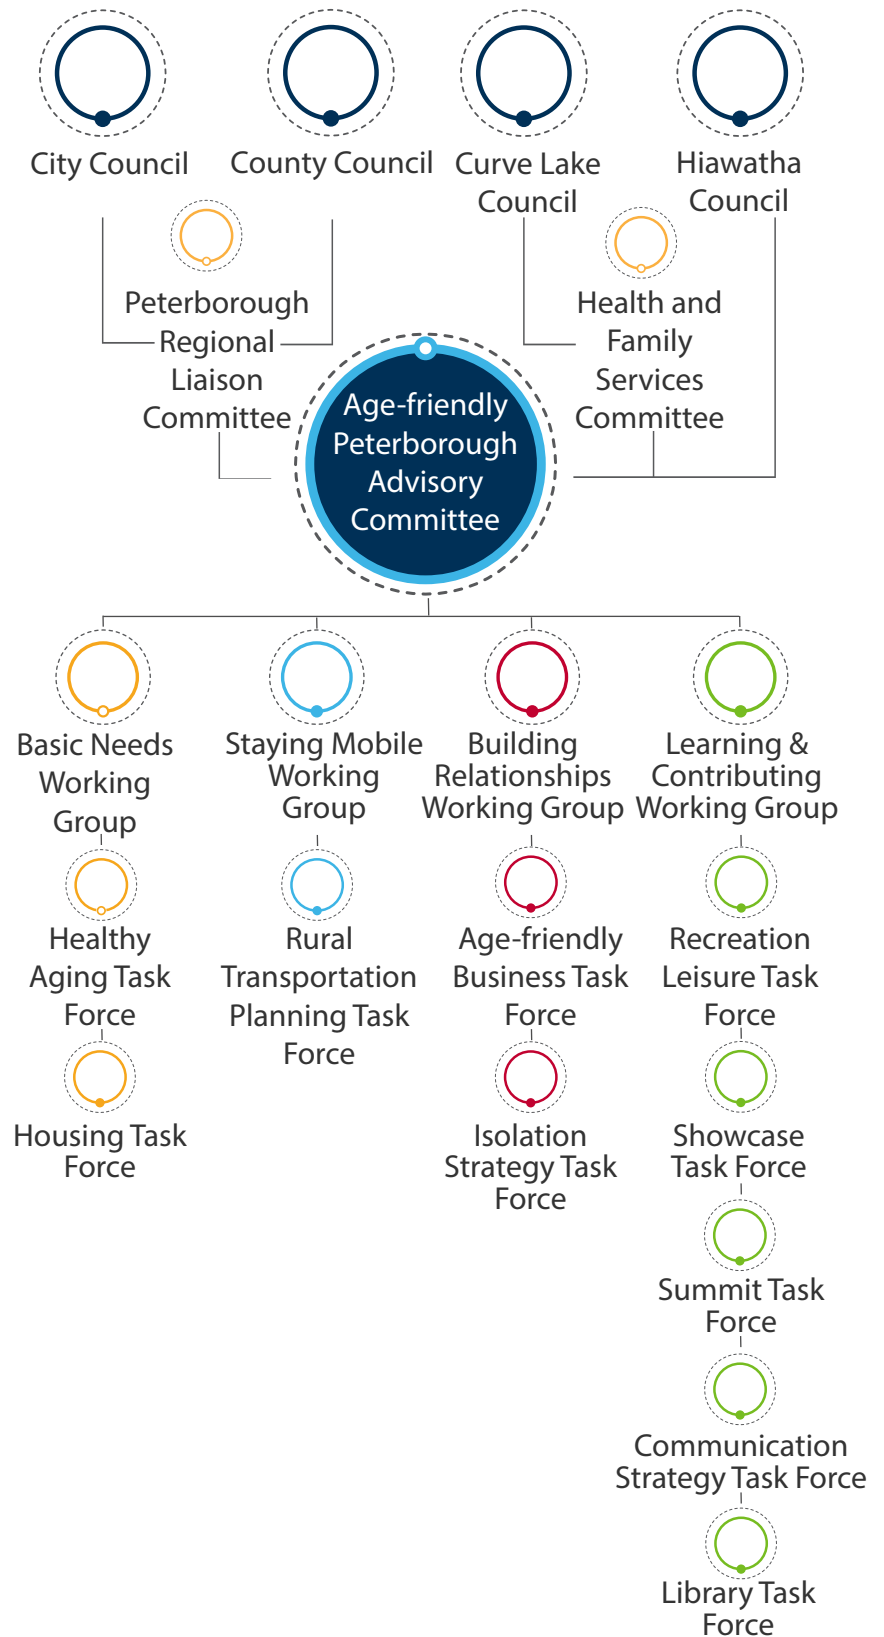 City Council
County Council
Curve Lake
Council
Hiawatha
Council
Peterborough
Regional
Liaison
Committee
Health and
Family
Services
Committee
Age-friendly
Peterborough
Advisory
Committee
Basic Needs
Working
Group
Staying Mobile
Working
Group
Building
Relationships
Working Group
Learning &
Contributing
Working Group
Healthy
Aging Task
Force
Rural
Transportation
Planning Task
Force
Age-friendly
Business Task
Force
Recreation
Leisure Task
Force
Housing Task
Force
Isolation
Strategy Task
Force
Showcase
Task Force
Summit Task
Force
Communication
Strategy Task Force
Library Task
Force